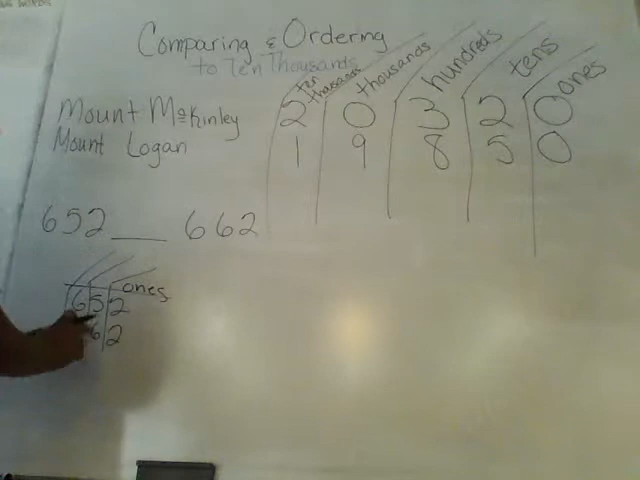 Comparing & Ordering
to Ten Thousands
ten thousands thousands hundreds tens ones
Mount McKinley 2 0 3 2 0
Mount Logan 1 9 8 5 0
652 ___ 662
ones
6 5 2
6 2